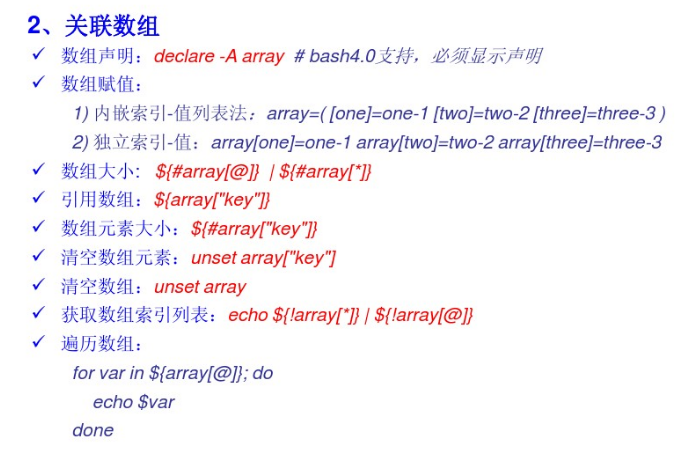 2、关联数组
✓ 数组声明：declare -A array # bash4.0支持，必须显示声明
✓ 数组赋值：
1) 内嵌索引-值列表法：array=( [one]=one-1 [two]=two-2 [three]=three-3 )
2) 独立索引-值：array[one]=one-1 array[two]=two-2 array[three]=three-3
✓ 数组大小: ${#array[@]} | ${#array[*]}
✓ 引用数组：${array["key"]}
✓ 数组元素大小：${#array["key"]}
✓ 清空数组元素：unset array["key"]
✓ 清空数组：unset array
✓ 获取数组索引列表：echo ${!array[*]} | ${!array[@]}
✓ 遍历数组：
for var in ${array[@]}; do
echo $var
done